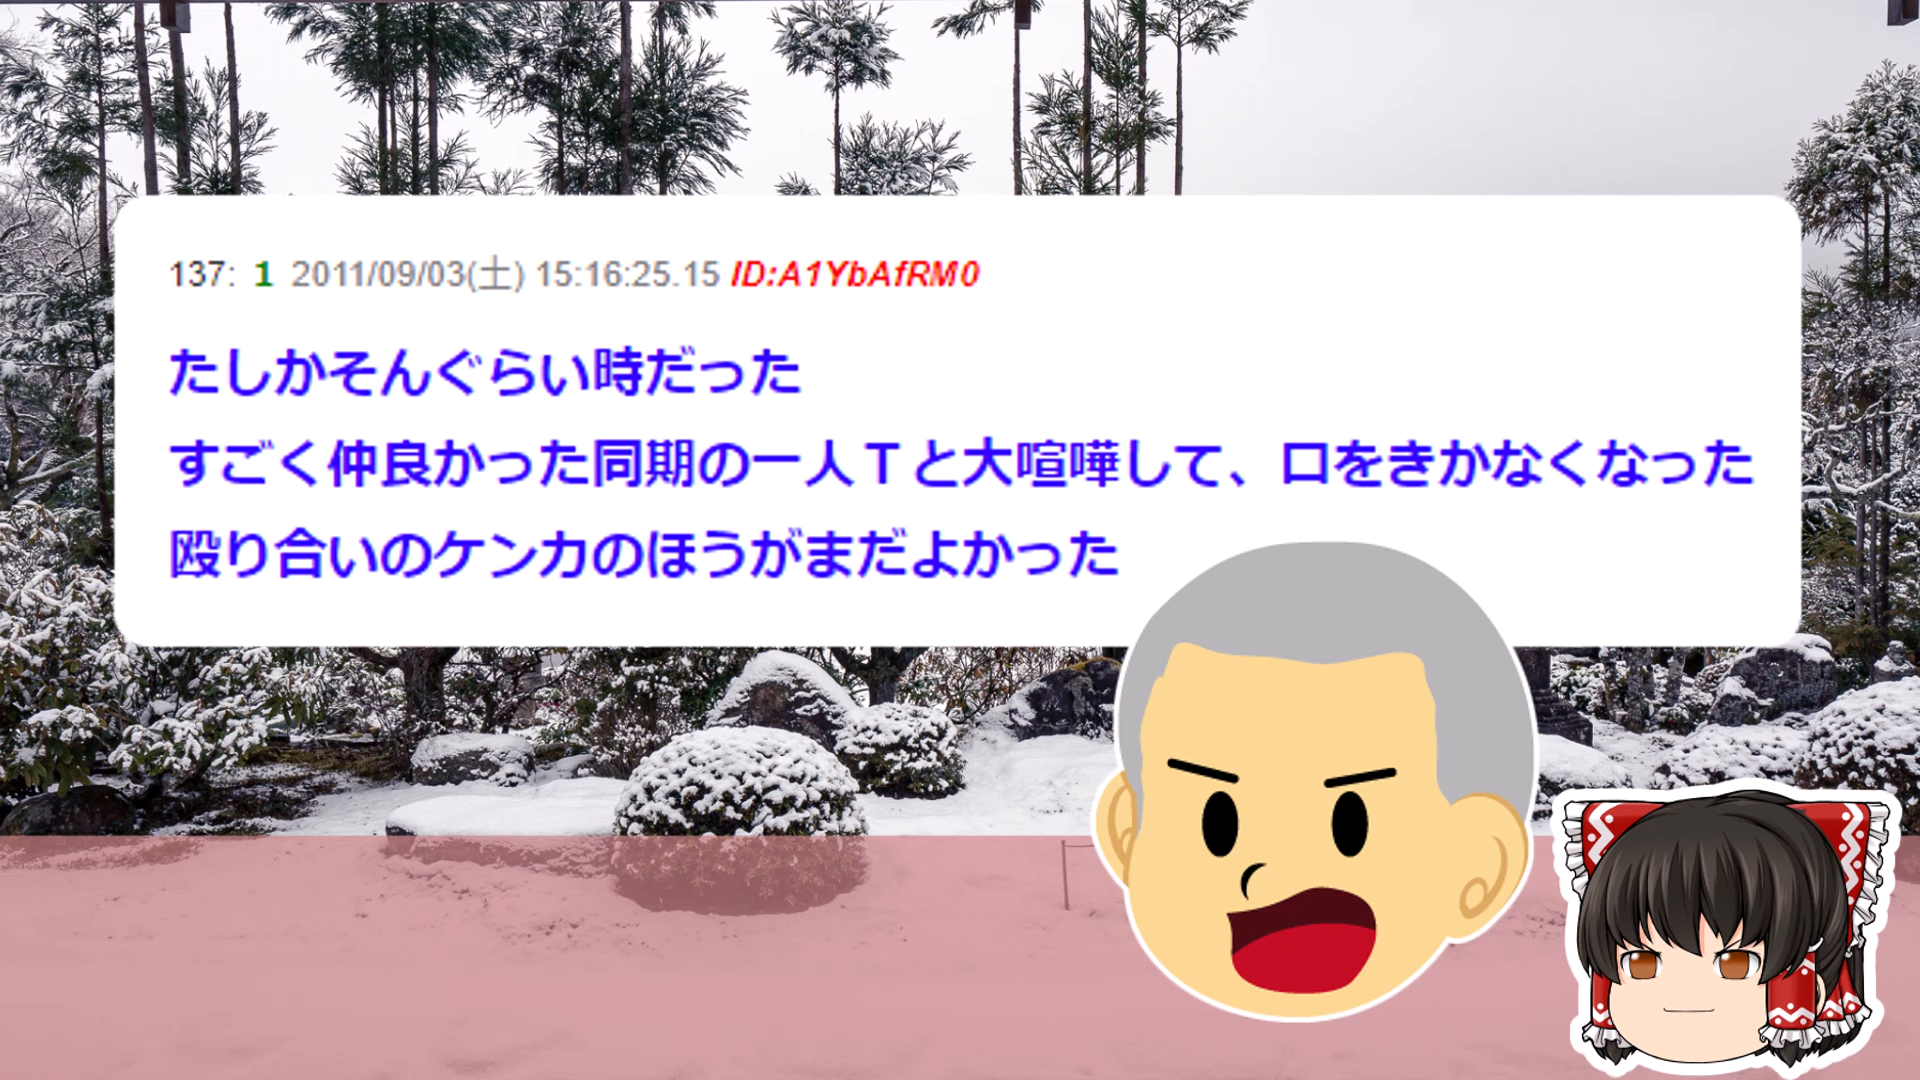 137: 1 2011/09/03(土) 15:16:25.15 ID:A1YbAfRM0
たしかそんぐらい時だった
すごく仲良かった同期の一人Ｔと大喧嘩して、口をきかなくなった
殴り合いのケンカのほうがまだよかった